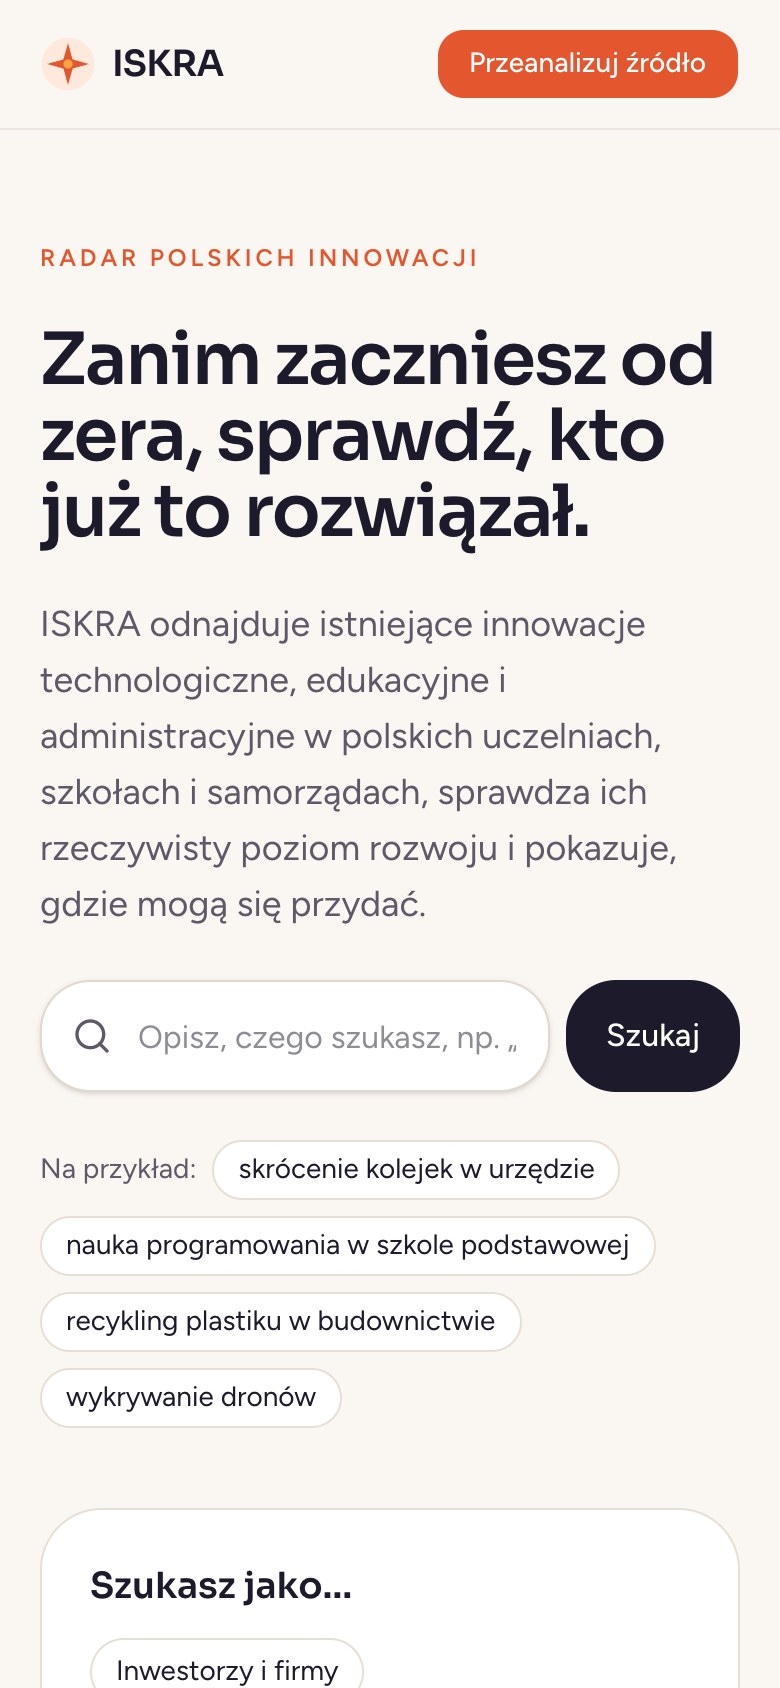 ISKRA
Przeanalizuj źródło
RADAR POLSKICH INNOWACJI
Zanim zaczniesz od
zera, sprawdź, kto
już to rozwiązał.
ISKRA odnajduje istniejące innowacje
technologiczne, edukacyjne i
administracyjne w polskich uczelniach,
szkołach i samorządach, sprawdza ich
rzeczywisty poziom rozwoju i pokazuje,
gdzie mogą się przydać.
Opisz, czego szukasz, np. „
Szukaj
Na przykład: skrócenie kolejek w urzędzie
nauka programowania w szkole podstawowej
recykling plastiku w budownictwie
wykrywanie dronów
Szukasz jako...
Inwestorzy i firmy